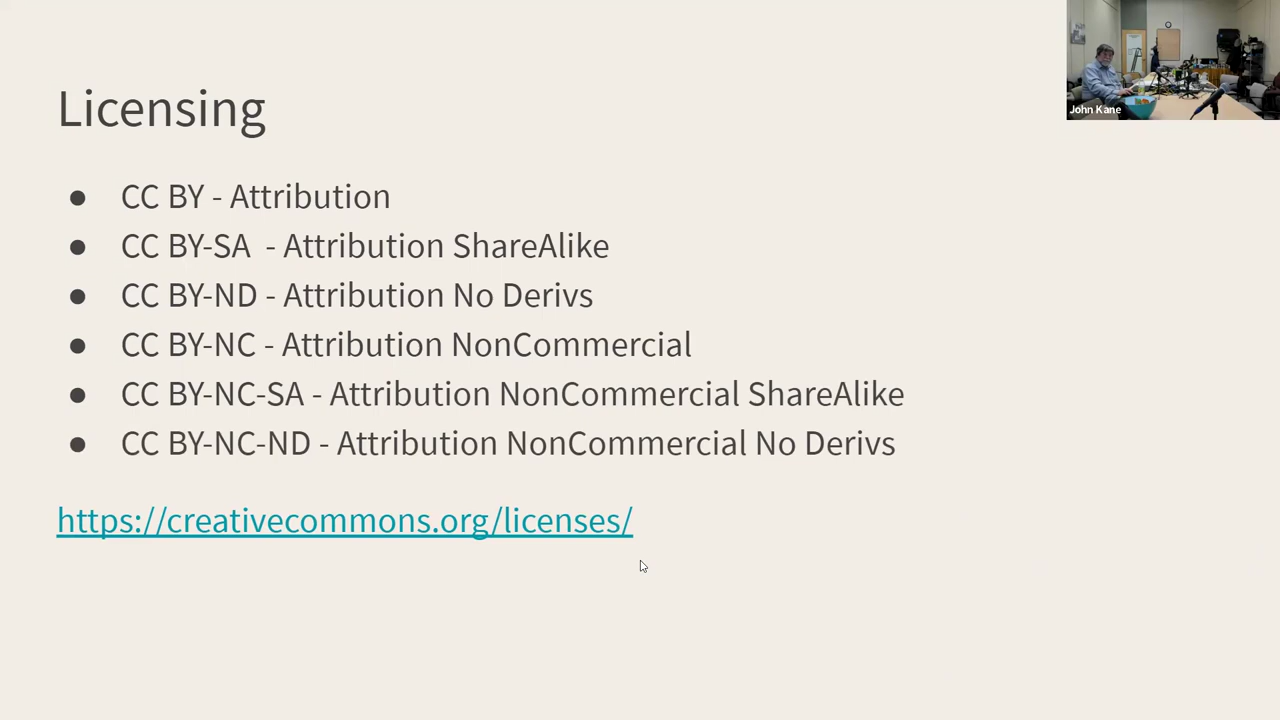 Licensing
● CC BY - Attribution
● CC BY-SA - Attribution ShareAlike
● CC BY-ND - Attribution No Derivs
● CC BY-NC - Attribution NonCommercial
● CC BY-NC-SA - Attribution NonCommercial ShareAlike
● CC BY-NC-ND - Attribution NonCommercial No Derivs
https://creativecommons.org/licenses/
John Kane